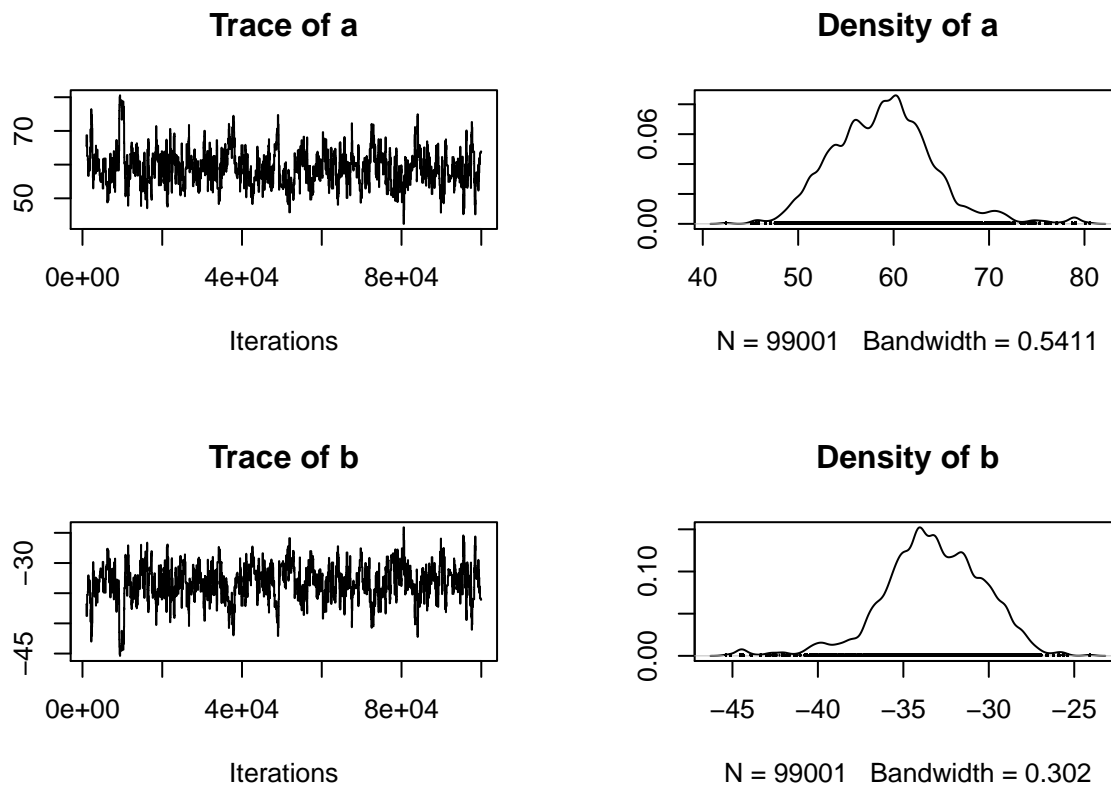 Trace of a
50 70
0e+00 4e+04 8e+04
Iterations
Density of a
0.00 0.06
40 50 60 70 80
N = 99001 Bandwidth = 0.5411
Trace of b
−45 −30
0e+00 4e+04 8e+04
Iterations
Density of b
0.00 0.10
−45 −40 −35 −30 −25
N = 99001 Bandwidth = 0.302